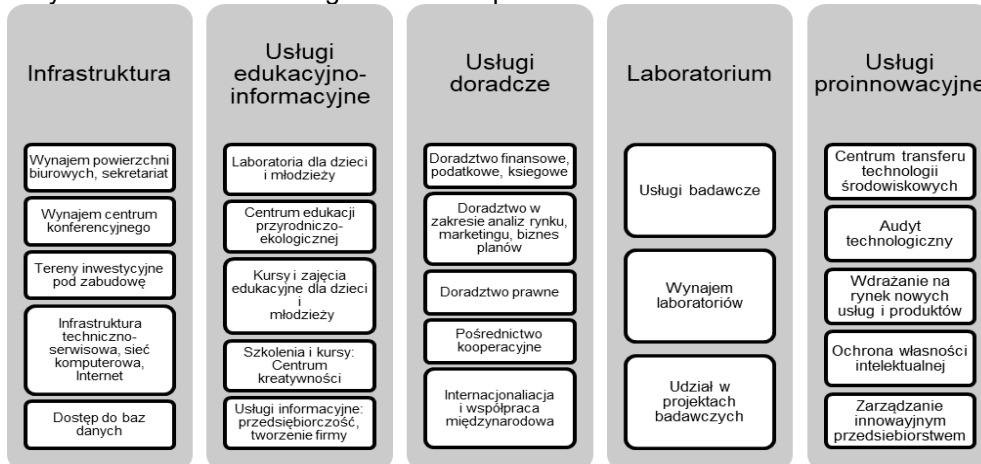 Infrastruktura
Wynajem powierzchni
biurowych, sekretariat
Wynajem centrum
konferencyjnego
Tereny inwestycyjne
pod zabudowę
Infrastruktura
techniczno-
serwisowa, sieć
komputerowa,
Internet
Dostęp do baz
danych
Usługi
edukacyjno-
informacyjne
Laboratoria dla dzieci
i młodzieży
Centrum edukacji
przyrodniczo-
ekologicznej
Kursy i zajęcia
edukacyjne dla dzieci
i
młodzieży
Szkolenia i kursy:
Centrum
kreatywności
Usługi informacyjne:
przedsiębiorczość,
tworzenie firmy
Usługi
doradcze
Doradztwo finansowe,
podatkowe, ksiegowe
Doradztwo w
zakresie analiz rynku,
marketingu, biznes
planów
Doradztwo prawne
Pośrednictwo
kooperacyjne
Internacjonaliacja
i współpraca
międzynarodowa
Laboratorium
Usługi badawcze
Wynajem
laboratoriów
Udział w
projektach
badawczych
Usługi
proinnowacyjne
Centrum transferu
technologii
środowiskowych
Audyt
technologiczny
Wdrażanie na
rynek nowych
usług i produktów
Ochrona własności
intelektualnej
Zarządzanie
innowayjnym
przedsiebiorstwem